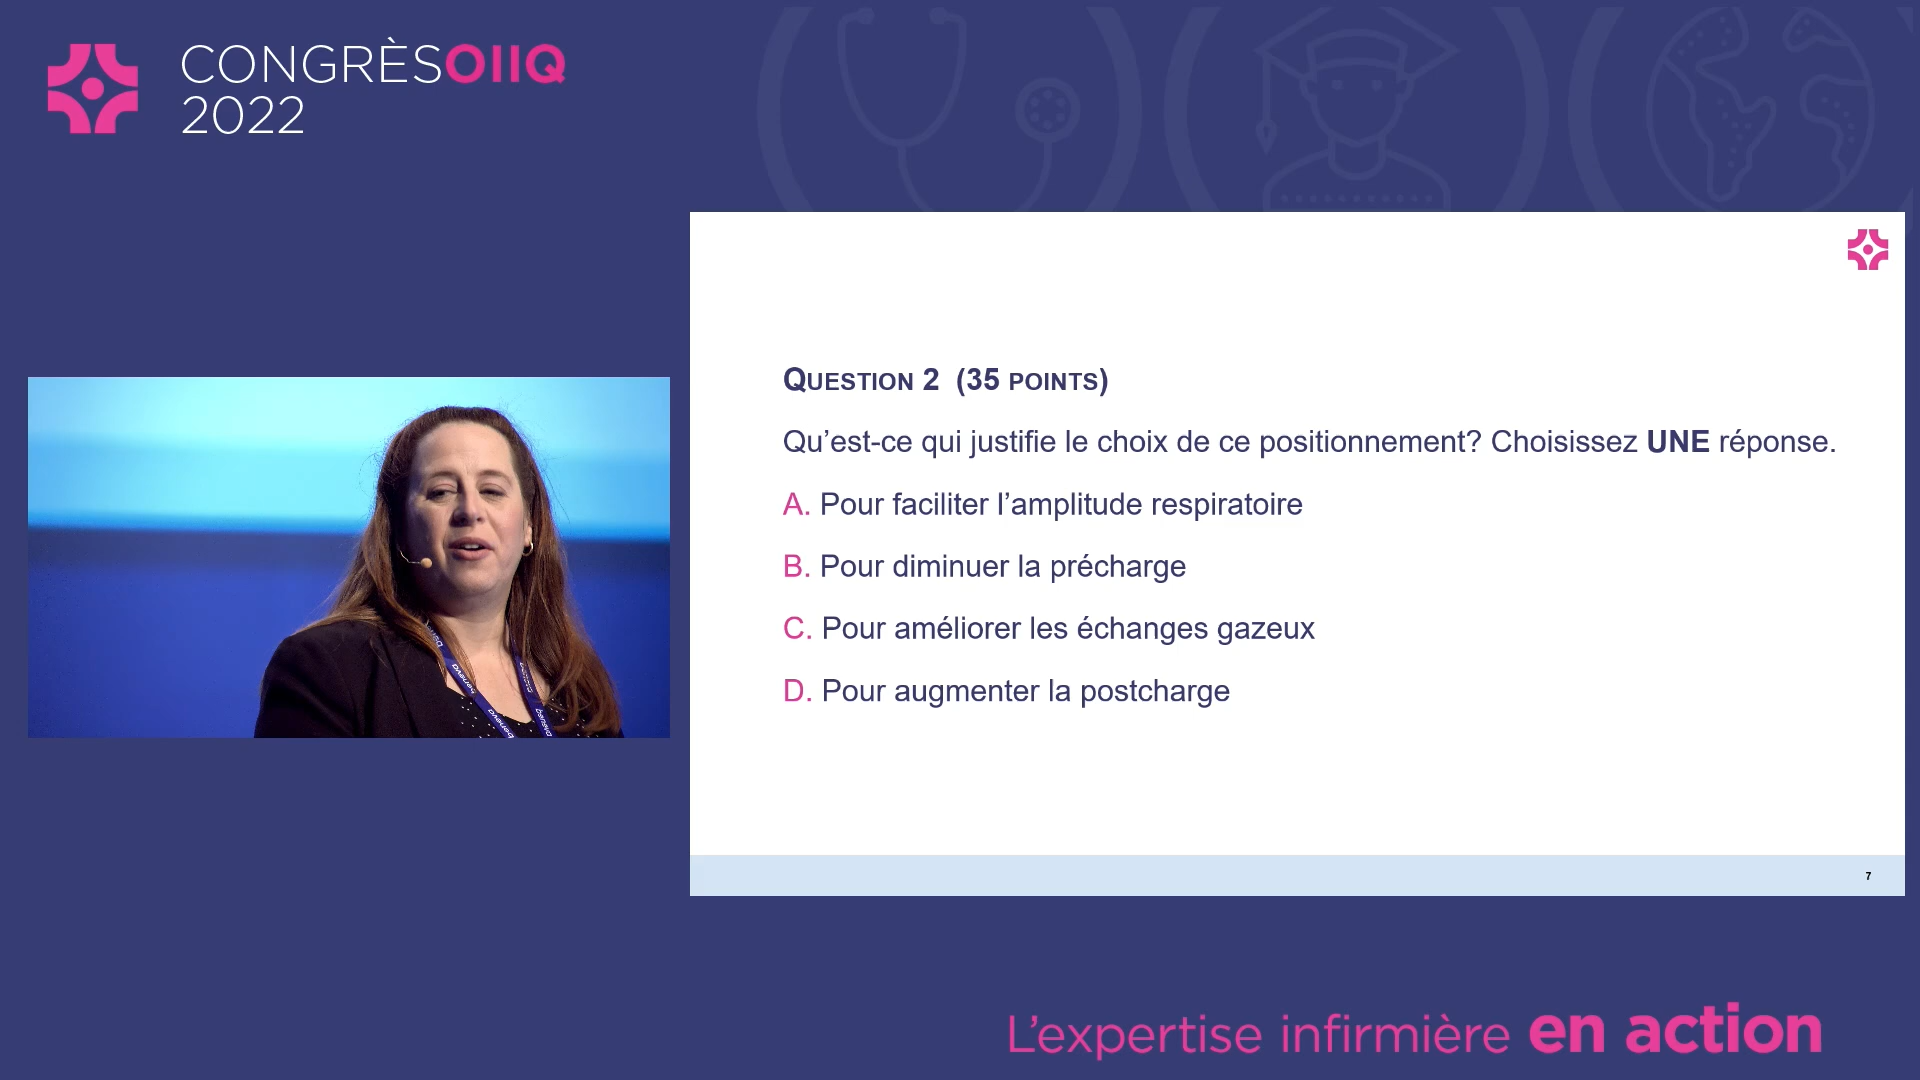 CONGRÈSOIIQ
2022
QUESTION 2 (35 POINTS)
Qu’est-ce qui justifie le choix de ce positionnement? Choisissez UNE réponse.
A. Pour faciliter l’amplitude respiratoire
B. Pour diminuer la précharge
C. Pour améliorer les échanges gazeux
D. Pour augmenter la postcharge
7
beneva
beneva
L’expertise infirmière en action